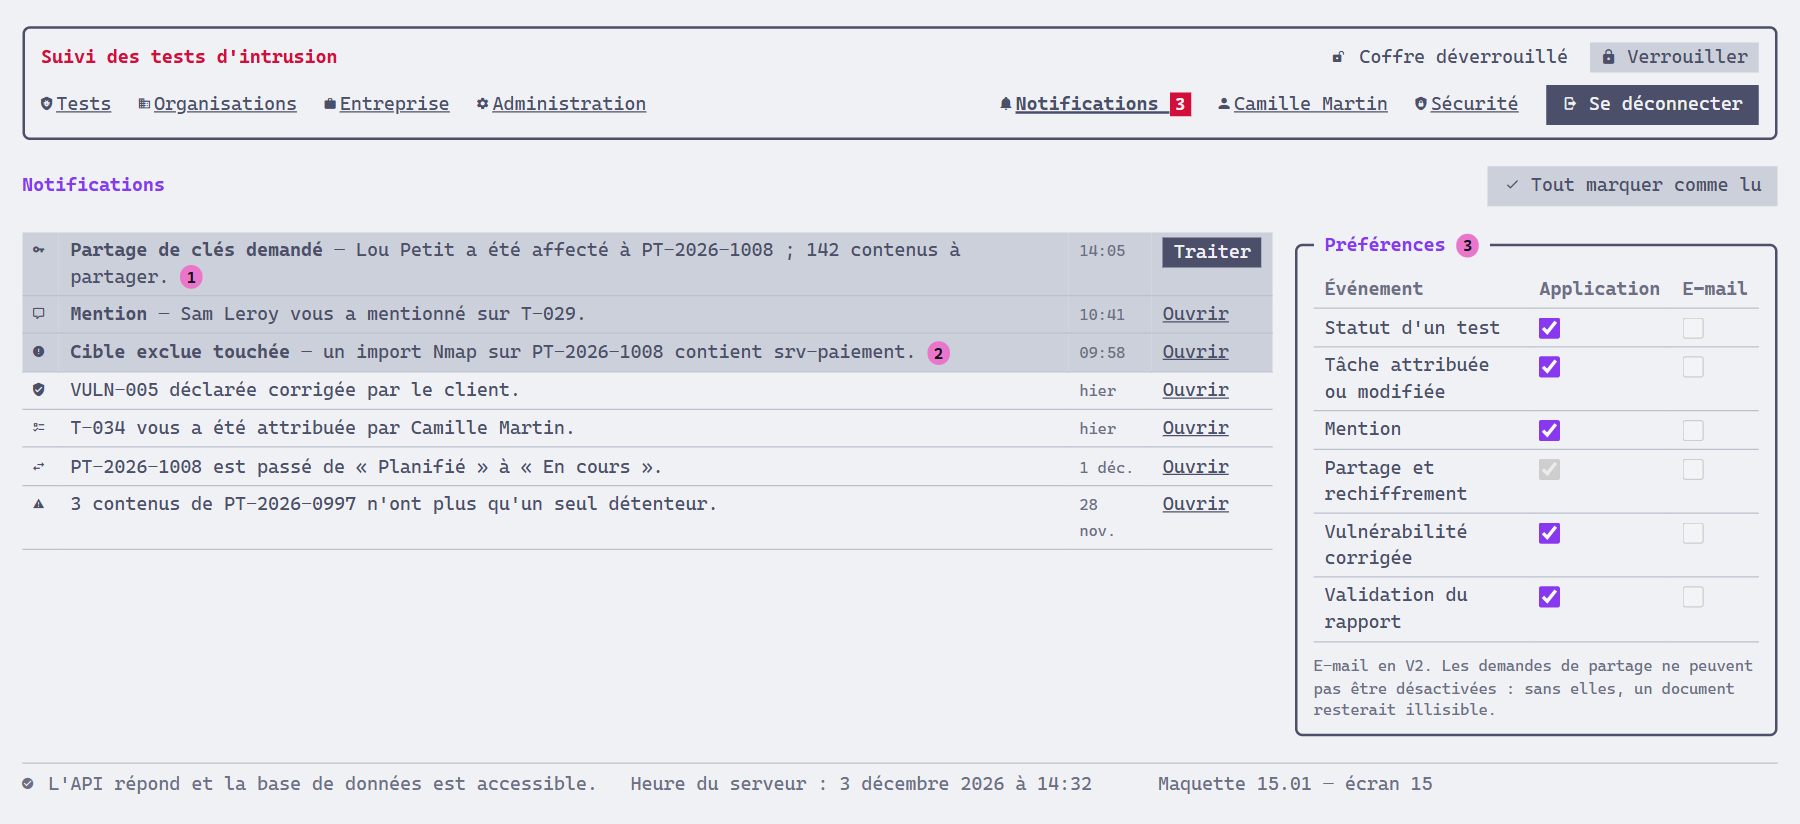 Suivi des tests d'intrusion
Coffre déverrouillé
Verrouiller
Tests
Organisations
Entreprise
Administration
Notifications 3
Camille Martin
Sécurité
Se déconnecter
Notifications
Tout marquer comme lu
Partage de clés demandé — Lou Petit a été affecté à PT-2026-1008 ; 142 contenus à
partager. 1
14:05
Traiter
Mention — Sam Leroy vous a mentionné sur T-029.
10:41
Ouvrir
Cible exclue touchée — un import Nmap sur PT-2026-1008 contient srv-paiement. 2
09:58
Ouvrir
VULN-005 déclarée corrigée par le client.
hier
Ouvrir
T-034 vous a été attribuée par Camille Martin.
hier
Ouvrir
PT-2026-1008 est passé de « Planifié » à « En cours ».
1 déc.
Ouvrir
3 contenus de PT-2026-0997 n'ont plus qu'un seul détenteur.
28
nov.
Ouvrir
Préférences 3
Événement
Application
E-mail
Statut d'un test
Tâche attribuée
ou modifiée
Mention
Partage et
rechiffrement
Vulnérabilité
corrigée
Validation du
rapport
E-mail en V2. Les demandes de partage ne peuvent
pas être désactivées : sans elles, un document
resterait illisible.
L'API répond et la base de données est accessible.
Heure du serveur : 3 décembre 2026 à 14:32
Maquette 15.01 — écran 15